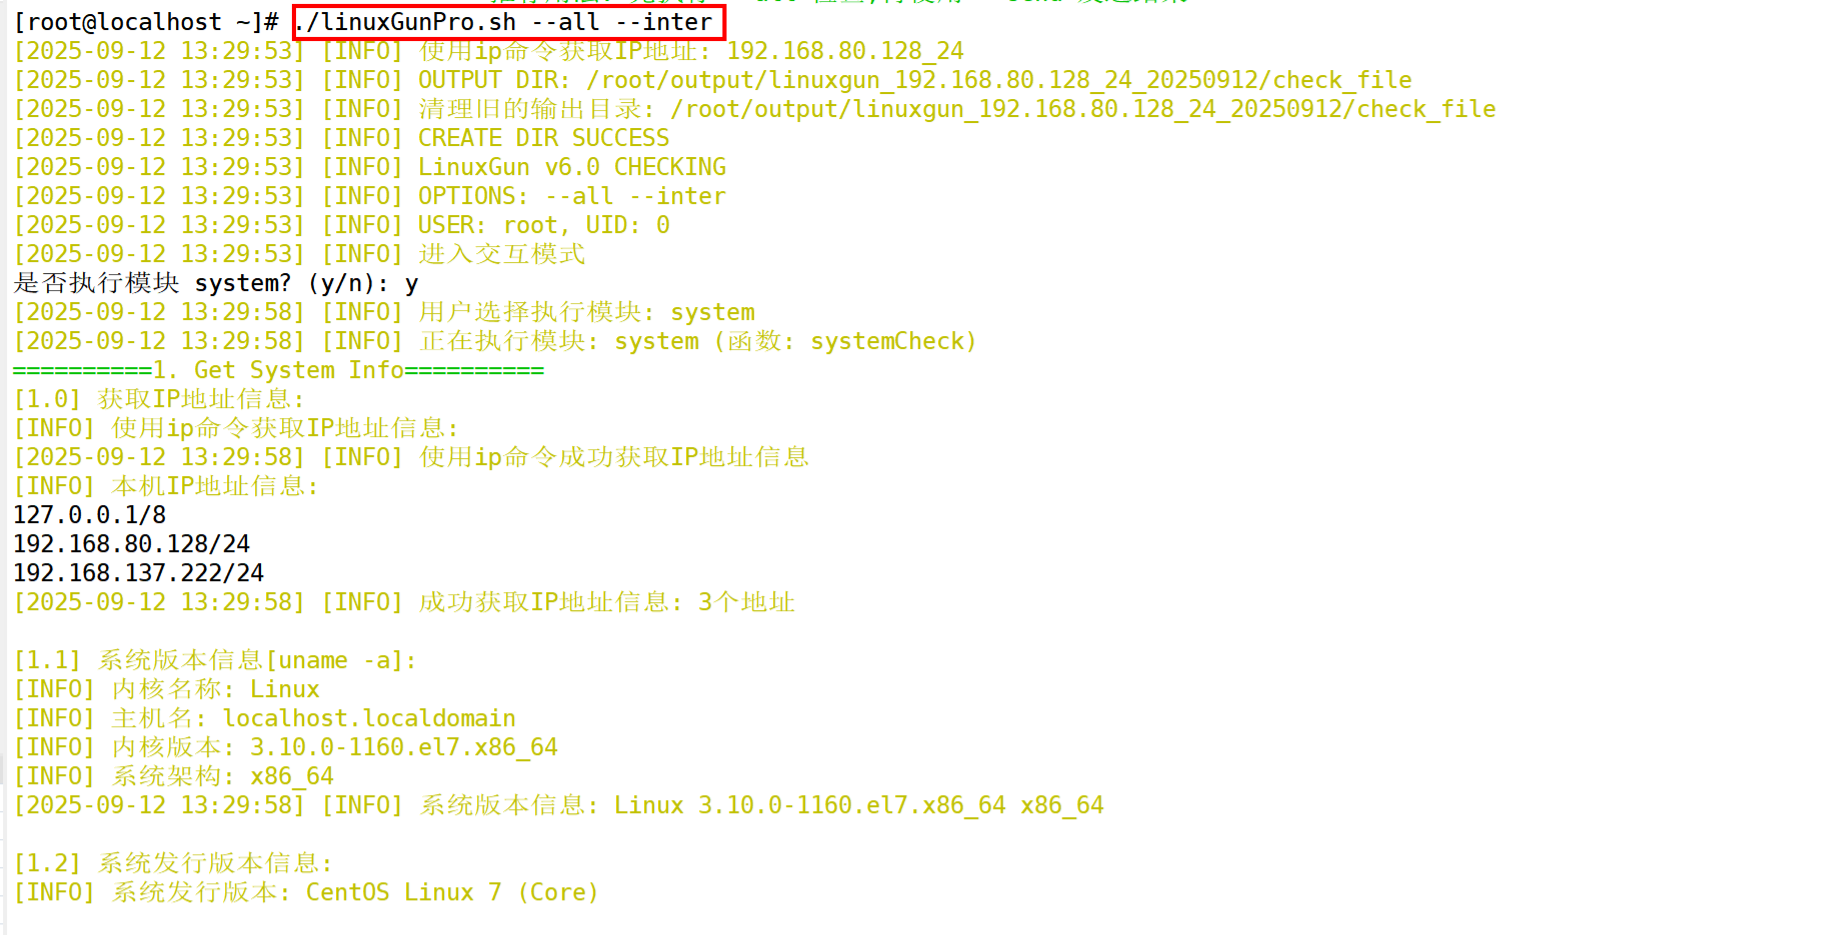 [root@localhost ~]# ./linuxGunPro.sh --all --inter
[2025-09-12 13:29:53] [INFO] 使用ip命令获取IP地址: 192.168.80.128_24
[2025-09-12 13:29:53] [INFO] OUTPUT DIR: /root/output/linuxgun_192.168.80.128_24_20250912/check_file
[2025-09-12 13:29:53] [INFO] 清理旧的输出目录: /root/output/linuxgun_192.168.80.128_24_20250912/check_file
[2025-09-12 13:29:53] [INFO] CREATE DIR SUCCESS
[2025-09-12 13:29:53] [INFO] LinuxGun v6.0 CHECKING
[2025-09-12 13:29:53] [INFO] OPTIONS: --all --inter
[2025-09-12 13:29:53] [INFO] USER: root, UID: 0
[2025-09-12 13:29:53] [INFO] 进入交互模式
是否执行模块 system? (y/n): y
[2025-09-12 13:29:58] [INFO] 用户选择执行模块: system
[2025-09-12 13:29:58] [INFO] 正在执行模块: system (函数: systemCheck)
==========1. Get System Info==========
[1.0] 获取IP地址信息:
[INFO] 使用ip命令获取IP地址信息:
[2025-09-12 13:29:58] [INFO] 使用ip命令成功获取IP地址信息
[INFO] 本机IP地址信息:
127.0.0.1/8
192.168.80.128/24
192.168.137.222/24
[2025-09-12 13:29:58] [INFO] 成功获取IP地址信息: 3个地址
[1.1] 系统版本信息[uname -a]:
[INFO] 内核名称: Linux
[INFO] 主机名: localhost.localdomain
[INFO] 内核版本: 3.10.0-1160.el7.x86_64
[INFO] 系统架构: x86_64
[2025-09-12 13:29:58] [INFO] 系统版本信息: Linux 3.10.0-1160.el7.x86_64 x86_64
[1.2] 系统发行版本信息:
[INFO] 系统发行版本: CentOS Linux 7 (Core)